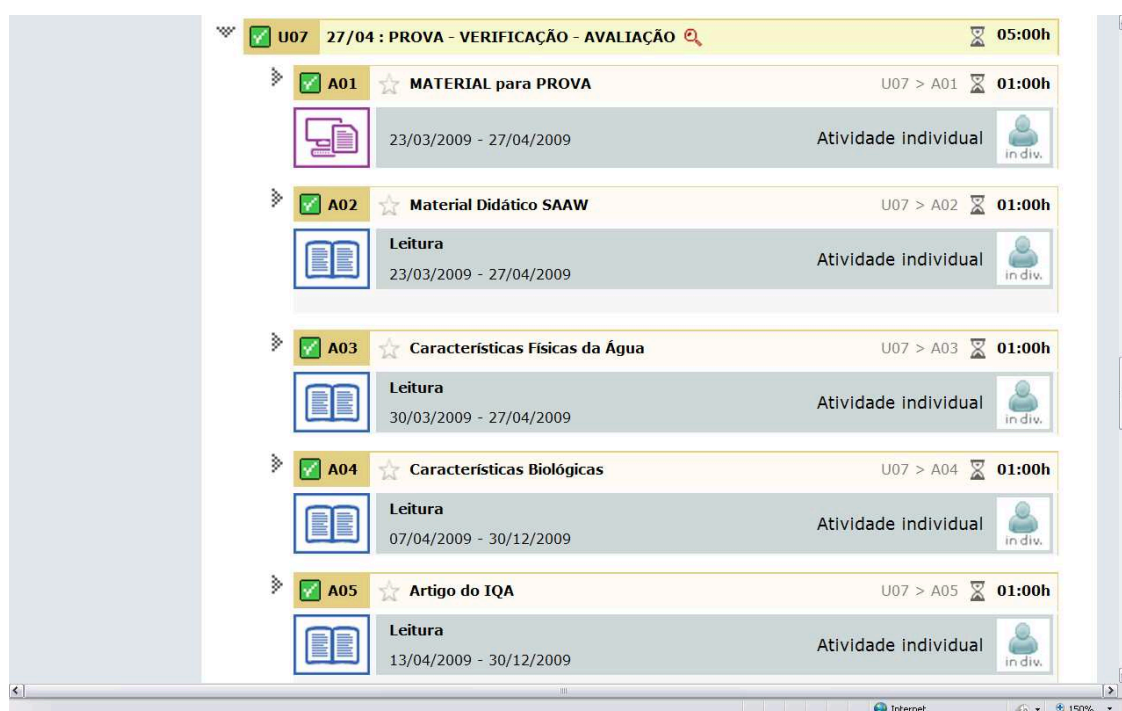 U07 27/04 : PROVA - VERIFICAÇÃO - AVALIAÇÃO 05:00h
A01 MATERIAL para PROVA U07 > A01 01:00h
23/03/2009 - 27/04/2009 Atividade individual
indiv.
A02 Material Didático SAAW U07 > A02 01:00h
Leitura
Atividade individual
23/03/2009 - 27/04/2009
indiv.
A03 Características Físicas da Água U07 > A03 01:00h
Leitura
Atividade individual
30/03/2009 - 27/04/2009
indiv.
A04 Características Biológicas U07 > A04 01:00h
Leitura
Atividade individual
07/04/2009 - 30/12/2009
indiv.
A05 Artigo do IQA U07 > A05 01:00h
Leitura
Atividade individual
13/04/2009 - 30/12/2009
indiv.
Internet 150%